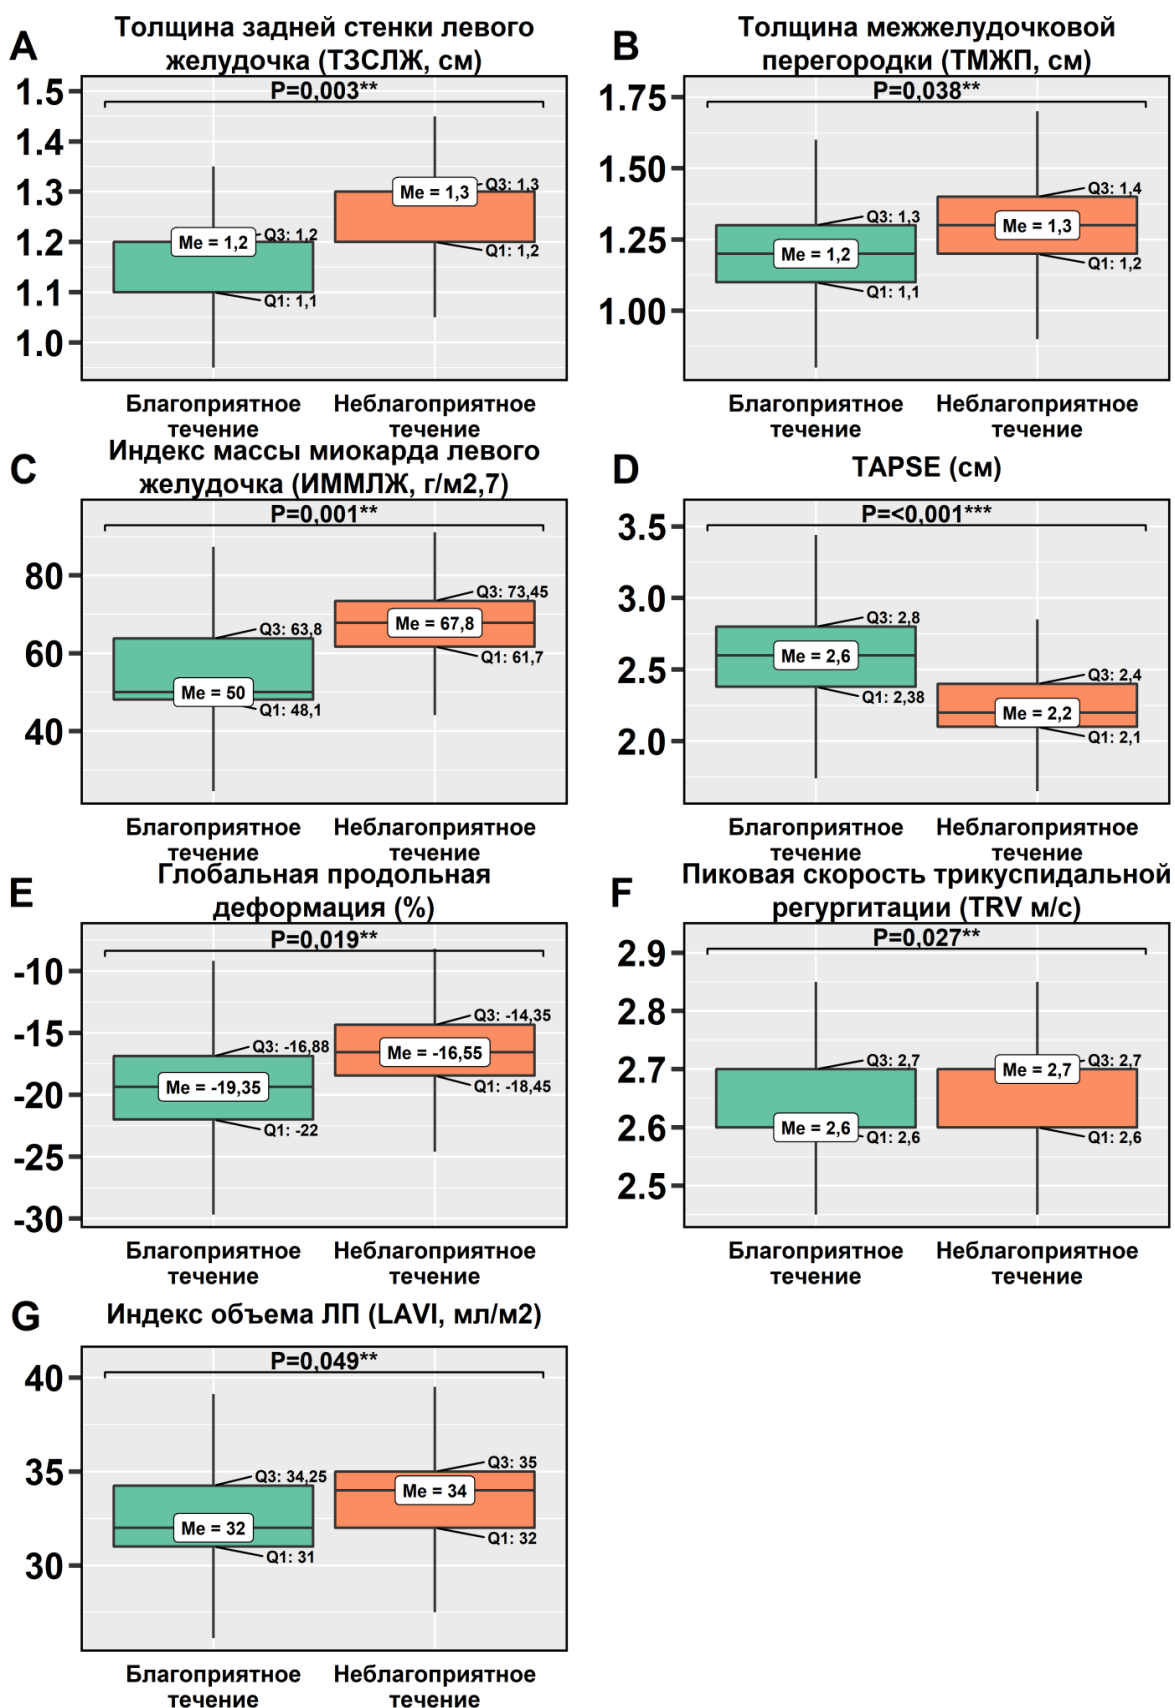 A
Толщина задней стенки левого
желудочка (ТЗСЛЖ, см)
P=0,003**
1.5
1.4
1.3
1.2
1.1
1.0
Me = 1,2
Q3: 1,2
Q1: 1,1
Me = 1,3
Q3: 1,3
Q1: 1,2
Благоприятное
течение
Неблагоприятное
течение
B
Толщина межжелудочковой
перегородки (ТМЖП, см)
P=0,038**
1.75
1.50
1.25
1.00
Q3: 1,3
Me = 1,2
Q1: 1,1
Q3: 1,4
Me = 1,3
Q1: 1,2
Благоприятное
течение
Неблагоприятное
течение
C
Индекс массы миокарда левого
желудочка (ИММЛЖ, г/м2,7)
P=0,001**
80
60
40
Q3: 63,8
Me = 50
Q1: 48,1
Q3: 73,45
Me = 67,8
Q1: 61,7
Благоприятное
течение
Неблагоприятное
течение
D
TAPSE (см)
P=<0,001***
3.5
3.0
2.5
2.0
Q3: 2,8
Me = 2,6
Q1: 2,38
Q3: 2,4
Me = 2,2
Q1: 2,1
Благоприятное
течение
Неблагоприятное
течение
E
Глобальная продольная
деформация (%)
P=0,019**
-10
-15
-20
-25
-30
Q3: -16,88
Me = -19,35
Q1: -22
Q3: -14,35
Me = -16,55
Q1: -18,45
Благоприятное
течение
Неблагоприятное
течение
F
Пиковая скорость трикуспидальной
регургитации (TRV м/с)
P=0,027**
2.9
2.8
2.7
2.6
2.5
Q3: 2,7
Me = 2,6
Q1: 2,6
Me = 2,7
Q3: 2,7
Q1: 2,6
Благоприятное
течение
Неблагоприятное
течение
G
Индекс объема ЛП (LAVI, мл/м2)
P=0,049**
40
35
30
Q3: 34,25
Me = 32
Q1: 31
Q3: 35
Me = 34
Q1: 32
Благоприятное
течение
Неблагоприятное
течение